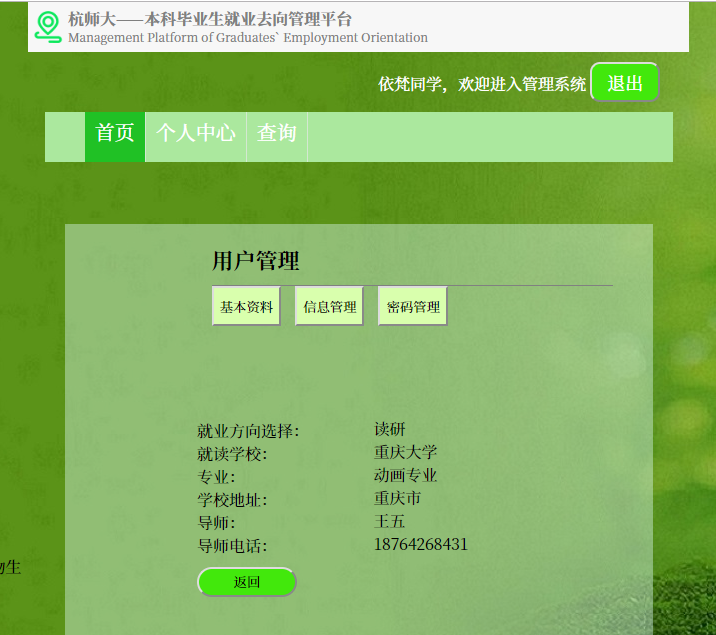 杭师大——本科毕业生就业去向管理平台
Management Platform of Graduates` Employment Orientation
依梵同学，欢迎进入管理系统 退出
首页 个人中心 查询
用户管理
基本资料 信息管理 密码管理
就业方向选择： 读研
就读学校： 重庆大学
专业： 动画专业
学校地址： 重庆市
导师： 王五
导师电话： 18764268431
生
返回